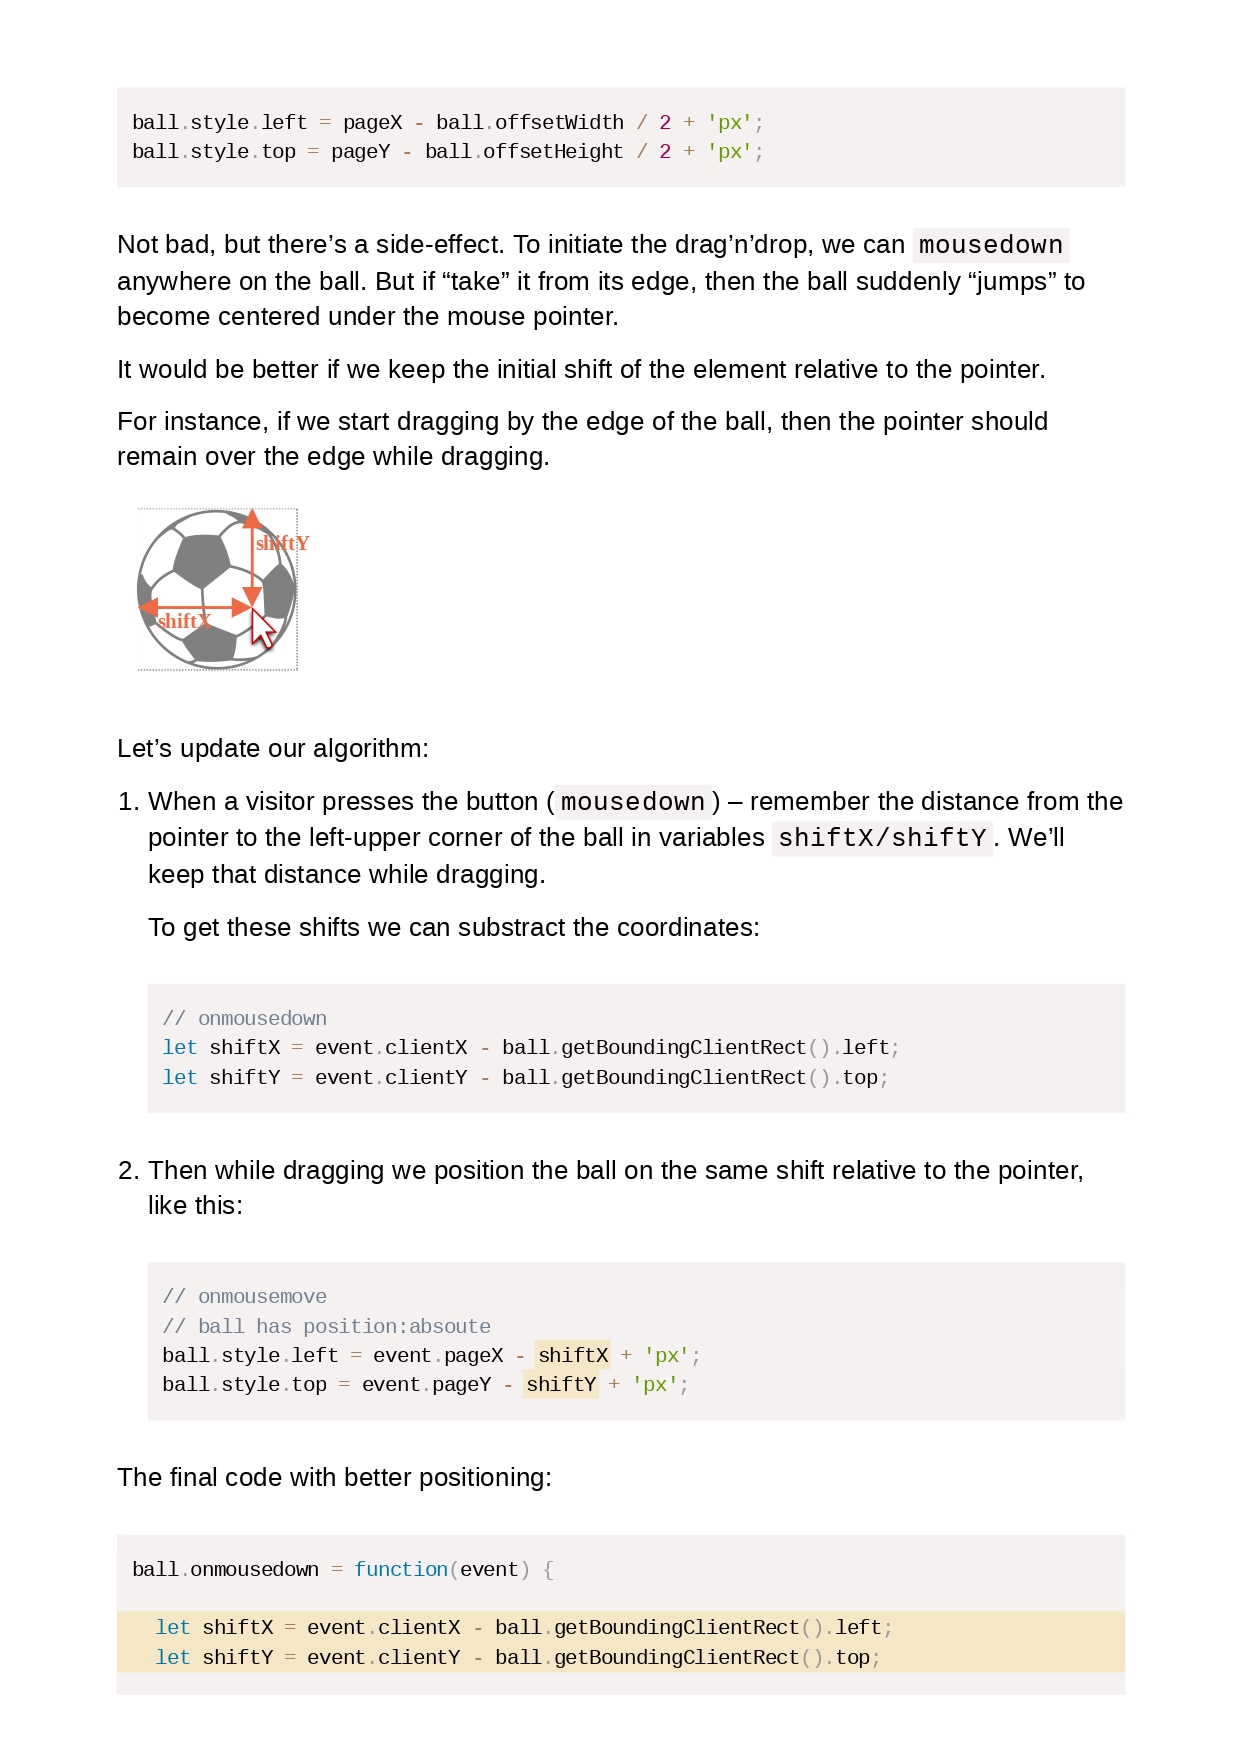 ball.style.left = pageX - ball.offsetWidth / 2 + 'px';
ball.style.top = pageY - ball.offsetHeight / 2 + 'px';
Not bad, but there’s a side-effect. To initiate the drag’n’drop, we can mousedown
anywhere on the ball. But if “take” it from its edge, then the ball suddenly “jumps” to
become centered under the mouse pointer.
It would be better if we keep the initial shift of the element relative to the pointer.
For instance, if we start dragging by the edge of the ball, then the pointer should
remain over the edge while dragging.
shiftY
shiftX
Let’s update our algorithm:
1. When a visitor presses the button (mousedown) – remember the distance from the
pointer to the left-upper corner of the ball in variables shiftX/shiftY. We’ll
keep that distance while dragging.
To get these shifts we can substract the coordinates:
// onmousedown
let shiftX = event.clientX - ball.getBoundingClientRect().left;
let shiftY = event.clientY - ball.getBoundingClientRect().top;
2. Then while dragging we position the ball on the same shift relative to the pointer,
like this:
// onmousemove
// ball has position:absoute
ball.style.left = event.pageX - shiftX + 'px';
ball.style.top = event.pageY - shiftY + 'px';
The final code with better positioning:
ball.onmousedown = function(event) {
let shiftX = event.clientX - ball.getBoundingClientRect().left;
let shiftY = event.clientY - ball.getBoundingClientRect().top;